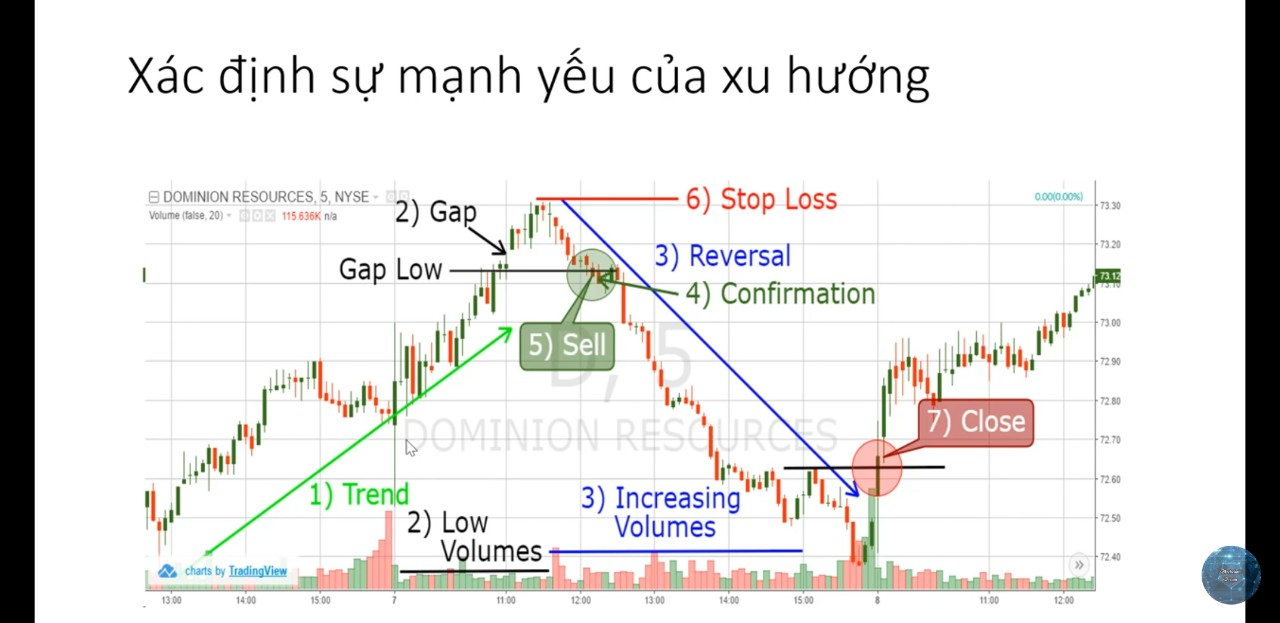 Xác định sự mạnh yếu của xu hướng
DOMINION RESOURCES, 5, NYSE
Volume (false, 20) 115.636K n/a
0.00(0.00%)
6) Stop Loss
2) Gap
Gap Low
3) Reversal
4) Confirmation
5) Sell
D, 5
DOMINION RESOURCES
7) Close
1) Trend
2) Low
Volumes
3) Increasing
Volumes
charts by TradingView
73.30
73.20
73.12
73.10
73.00
72.90
72.80
72.70
72.60
72.50
72.40
13:00 14:00 15:00 7 11:00 12:00 13:00 14:00 15:00 8 11:00 12:00